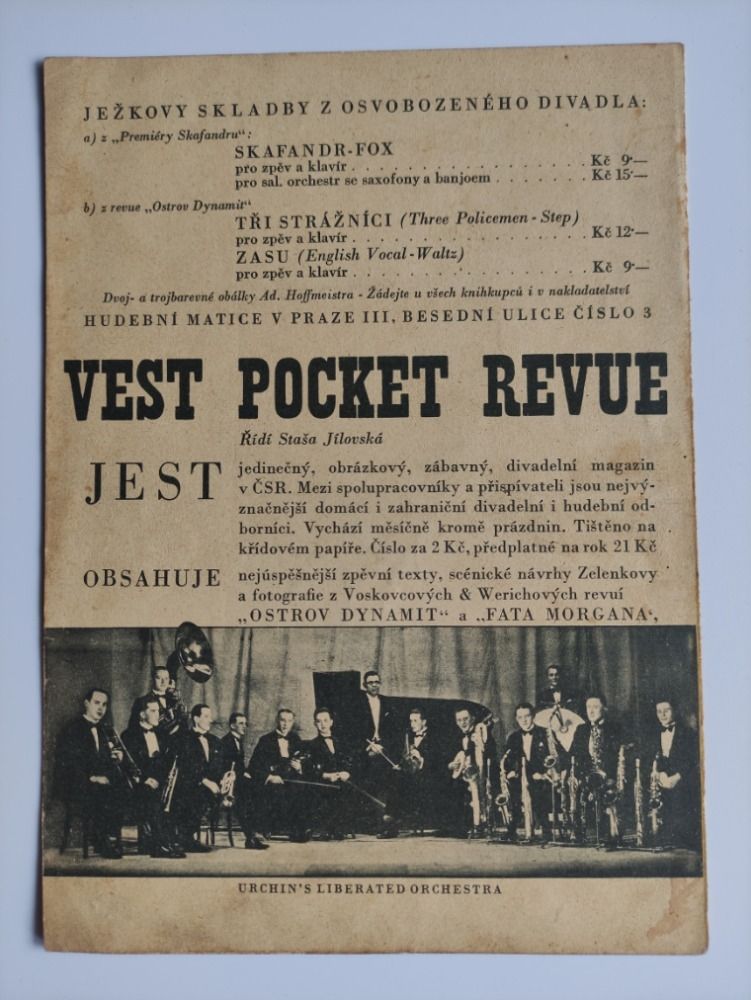 JEŽKOVY SKLADBY Z OSVOBOZENÉHO DIVADLA:
a) z „Premiéry Skafandru“:
SKAFANDR-FOX
pro zpěv a klavír . . . . . . . . . . . . . . . . . Kč 9·—
pro sal. orchestr se saxofony a banjoem . . . . . . . Kč 15·—
b) z revue „Ostrov Dynamit“
TŘI STRÁŽNÍCI (Three Policemen - Step)
pro zpěv a klavír . . . . . . . . . . . . . . . . . Kč 12·—
ZASU (English Vocal - Waltz)
pro zpěv a klavír . . . . . . . . . . . . . . . . . Kč 9·—
Dvoj- a trojbarevné obálky Ad. Hoffmeistra - Žádejte u všech knihkupců i v nakladatelství
HUDEBNÍ MATICE V PRAZE III, BESEDNÍ ULICE ČÍSLO 3
VEST POCKET REVUE
Řídí Staša Jílovská
JEST jedinečný, obrázkový, zábavný, divadelní magazin
v ČSR. Mezi spolupracovníky a přispívateli jsou nejvý-
značnější domácí i zahraniční divadelní i hudební od-
borníci. Vychází měsíčně kromě prázdnin. Tištěno na
křídovém papíře. Číslo za 2 Kč, předplatné na rok 21 Kč
OBSAHUJE nejúspěšnější zpěvní texty, scénické návrhy Zelenkovy
a fotografie z Voskovcových & Werichových revuí
„OSTROV DYNAMIT“ a „FATA MORGANA‘,
URCHIN'S LIBERATED ORCHESTRA